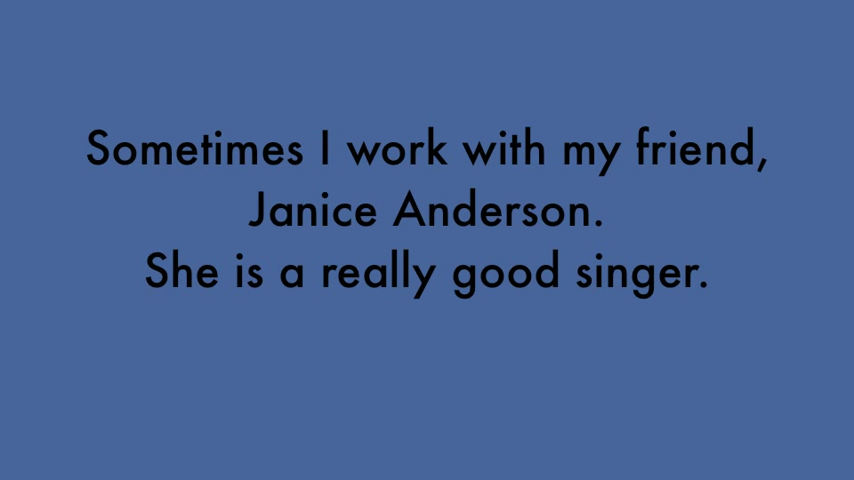 Sometimes I work with my friend,
Janice Anderson.
She is a really good singer.